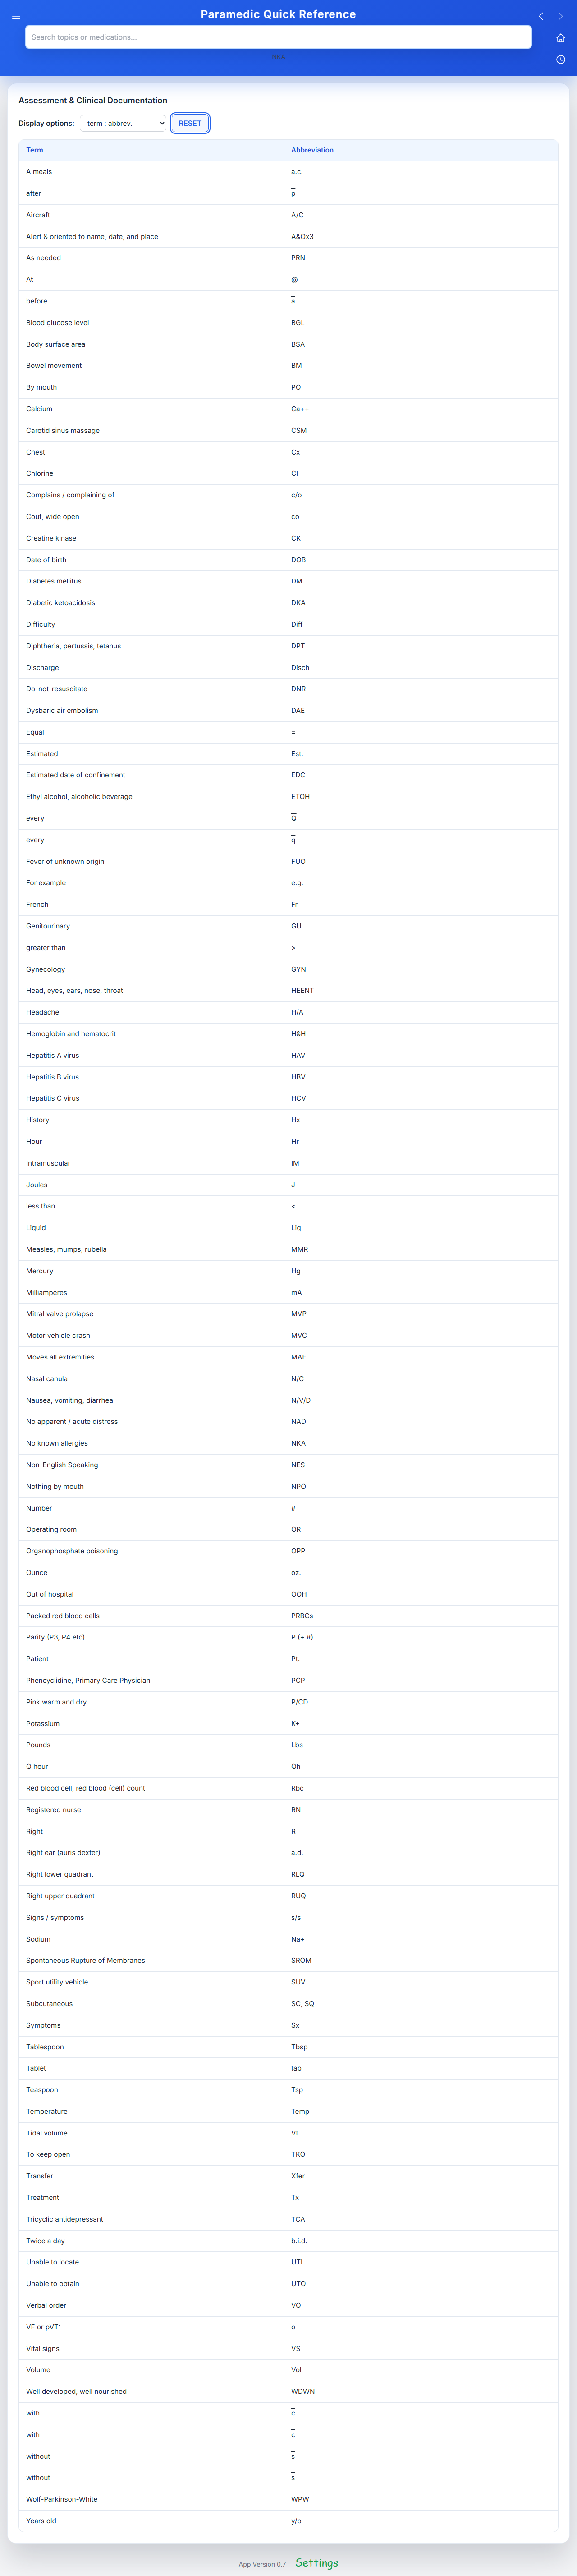 Paramedic Quick Reference
Search topics or medications...
Assessment & Clinical Documentation
Display options: term : abbrev. RESET
Term Abbreviation
A meals a.c.
after p̅
Aircraft A/C
Alert & oriented to name, date, and place A&Ox3
As needed PRN
At @
before a̅
Blood glucose level BGL
Body surface area BSA
Bowel movement BM
By mouth PO
Calcium Ca++
Carotid sinus massage CSM
Chest Cx
Chlorine Cl
Complains / complaining of c/o
Cout, wide open co
Creatine kinase CK
Date of birth DOB
Diabetes mellitus DM
Diabetic ketoacidosis DKA
Difficulty Diff
Diphtheria, pertussis, tetanus DPT
Discharge Disch
Do-not-resuscitate DNR
Dysbaric air embolism DAE
Equal =
Estimated Est.
Estimated date of confinement EDC
Ethyl alcohol, alcoholic beverage ETOH
every Q̅
every q̅
Fever of unknown origin FUO
For example e.g.
French Fr
Genitourinary GU
greater than >
Gynecology GYN
Head, eyes, ears, nose, throat HEENT
Headache H/A
Hemoglobin and hematocrit H&H
Hepatitis A virus HAV
Hepatitis B virus HBV
Hepatitis C virus HCV
History Hx
Hour Hr
Intramuscular IM
Joules J
less than <
Liquid Liq
Measles, mumps, rubella MMR
Mercury Hg
Milliamperes mA
Mitral valve prolapse MVP
Motor vehicle crash MVC
Moves all extremities MAE
Nasal canula N/C
Nausea, vomiting, diarrhea N/V/D
No apparent / acute distress NAD
No known allergies NKA
Non-English Speaking NES
Nothing by mouth NPO
Number #
Operating room OR
Organophosphate poisoning OPP
Ounce oz.
Out of hospital OOH
Packed red blood cells PRBCs
Parity (P3, P4 etc) P (+ #)
Patient Pt.
Phencyclidine, Primary Care Physician PCP
Pink warm and dry P/CD
Potassium K+
Pounds Lbs
Q hour Qh
Red blood cell, red blood (cell) count Rbc
Registered nurse RN
Right R
Right ear (auris dexter) a.d.
Right lower quadrant RLQ
Right upper quadrant RUQ
Signs / symptoms s/s
Sodium Na+
Spontaneous Rupture of Membranes SROM
Sport utility vehicle SUV
Subcutaneous SC, SQ
Symptoms Sx
Tablespoon Tbsp
Tablet tab
Teaspoon Tsp
Temperature Temp
Tidal volume Vt
To keep open TKO
Transfer Xfer
Treatment Tx
Tricyclic antidepressant TCA
Twice a day b.i.d.
Unable to locate UTL
Unable to obtain UTO
Verbal order VO
VF or pVT: o
Vital signs VS
Volume Vol
Well developed, well nourished WDWN
with c̅
with c̅
without s̅
without s̅
Wolf-Parkinson-White WPW
Years old y/o
App Version 0.7 Settings